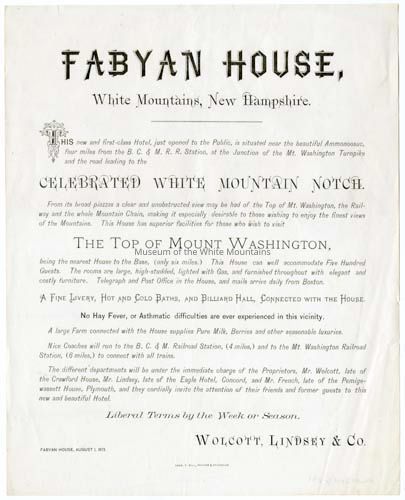 FABYAN HOUSE,
White Mountains, New Hampshire.
THIS new and first-class Hotel, just opened to the Public, is situated near the beautiful Ammonoosuc,
four miles from the B. C. & M. R. R. Station, at the Junction of the Mt. Washington Turnpike
and the road leading to the
CELEBRATED WHITE MOUNTAIN NOTCH.
From its broad piazzas a clear and unobstructed view may be had of the Top of Mt. Washington, the Rail-
way and the whole Mountain Chain, making it especially desirable to those wishing to enjoy the finest views
of the Mountains. This House has superior facilities for those who wish to visit
THE TOP OF MOUNT WASHINGTON,
Museum of the White Mountains
being the nearest House to the Base, (only six miles.) This House can well accommodate Five Hundred
Guests. The rooms are large, high-studded, lighted with Gas, and furnished throughout with elegant and
costly furniture. Telegraph and Post Office in the House, and mails arrive daily from Boston.
A FINE LIVERY, HOT AND COLD BATHS, AND BILLIARD HALL, CONNECTED WITH THE HOUSE.
No Hay Fever, or Asthmatic difficulties are ever experienced in this vicinity.
A large Farm connected with the House supplies Pure Milk, Berries and other seasonable luxuries.
Nice Coaches will run to the B. C. & M. Railroad Station, (4 miles,) and to the Mt. Washington Railroad
Station, (6 miles,) to connect with all trains.
The different departments will be under the immediate charge of the Proprietors, Mr. Wolcott, late of
the Crawford House, Mr. Lindsey, late of the Eagle Hotel, Concord, and Mr. French, late of the Pemige-
wassett House, Plymouth, and they cordially invite the attention of their friends and former guests to this
new and beautiful Hotel.
Liberal Terms by the Week or Season.
WOLCOTT, LINDSEY & CO.
FABYAN HOUSE, AUGUST 1, 187